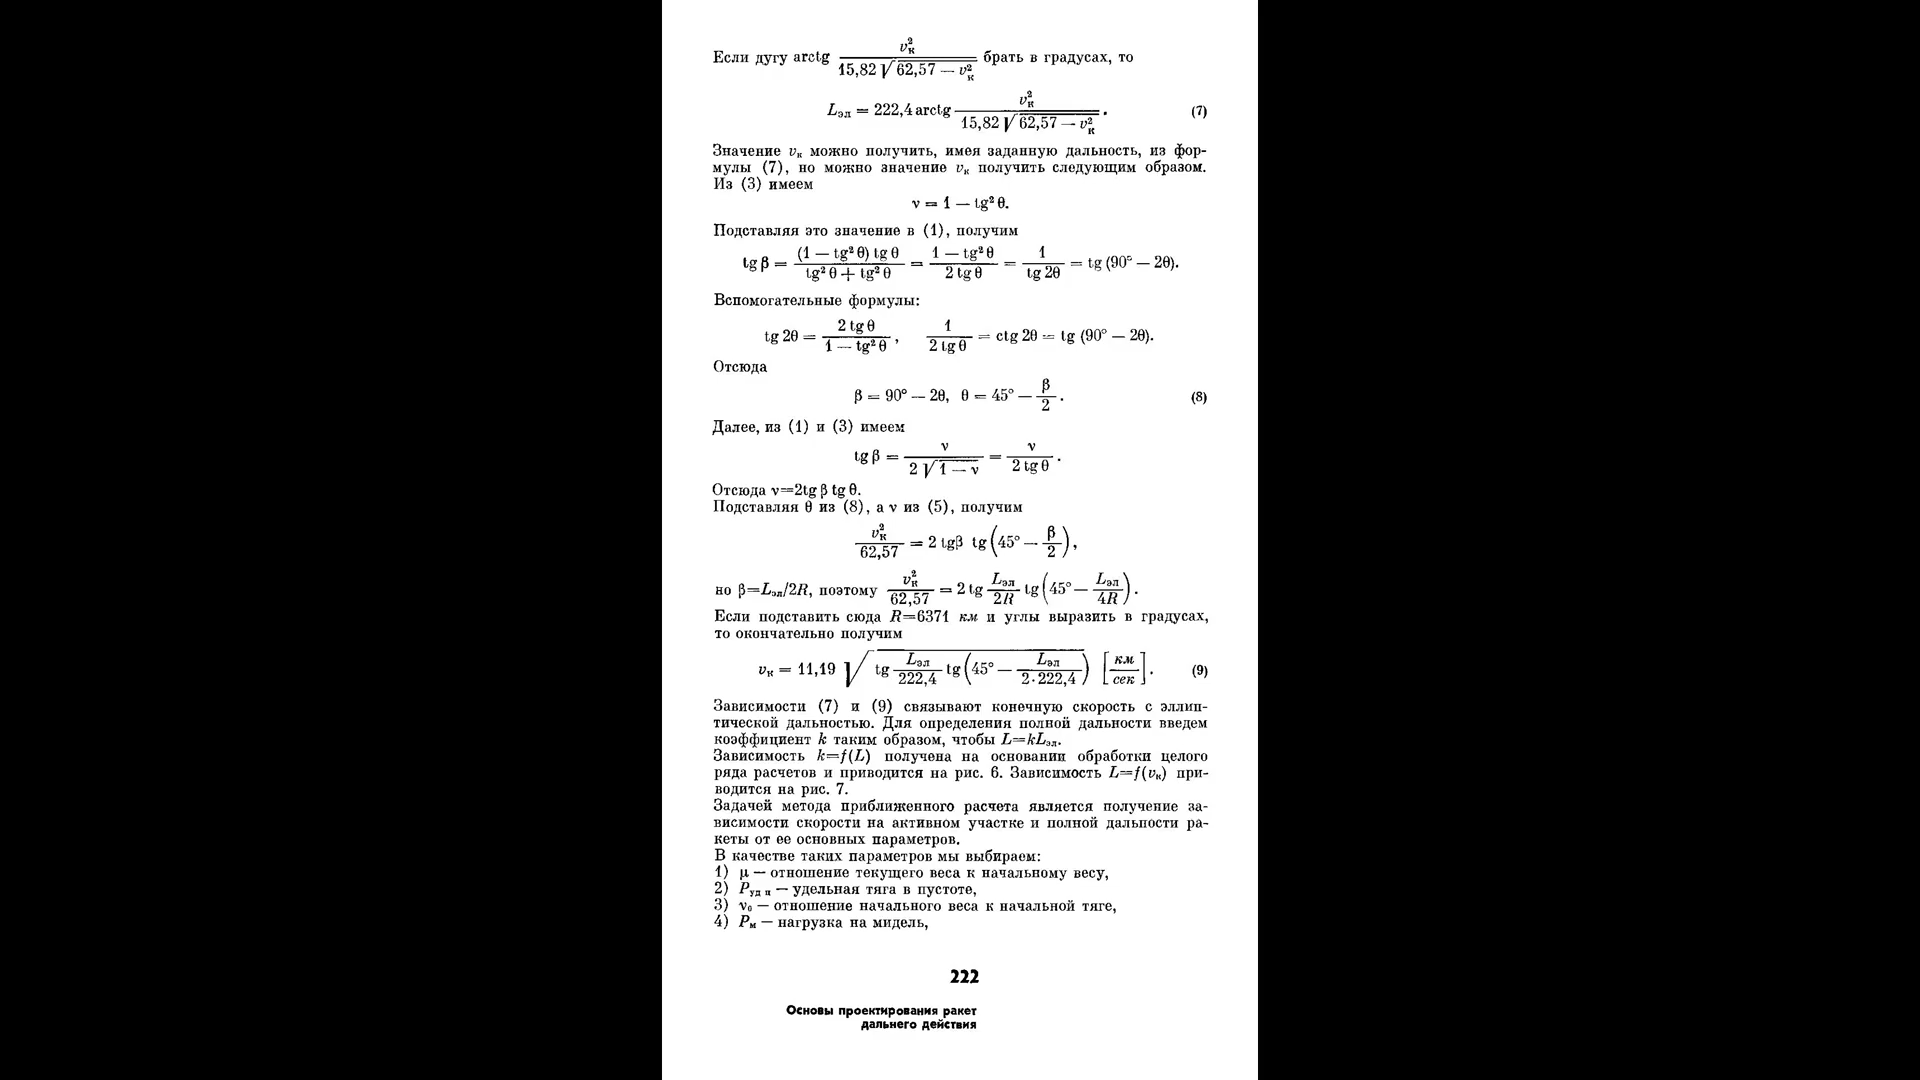 Если дугу arctg v²ₖ / 15,82 √(62,57 — v²ₖ) брать в градусах, то
Lэл = 222,4 arctg v²ₖ / 15,82 √(62,57 — v²ₖ) . (7)
Значение vₖ можно получить, имея заданную дальность, из фор-
мулы (7), но можно значение vₖ получить следующим образом.
Из (3) имеем
ν = 1 — tg² θ.
Подставляя это значение в (1), получим
tg β = (1 — tg² θ) tg θ / tg² θ + tg² θ = 1 — tg² θ / 2 tg θ = 1 / tg 2θ = tg (90° — 2θ).
Вспомогательные формулы:
tg 2θ = 2 tg θ / 1 — tg² θ , 1 / 2 tg θ = ctg 2θ = tg (90° — 2θ).
Отсюда
β = 90° — 2θ, θ = 45° — β / 2 . (8)
Далее, из (1) и (3) имеем
tg β = ν / 2 √(1 — ν) = ν / 2 tg θ .
Отсюда ν=2tg β tg θ.
Подставляя θ из (8), а ν из (5), получим
v²ₖ / 62,57 = 2 tgβ tg (45° — β / 2),
но β=Lэл/2R, поэтому v²ₖ / 62,57 = 2 tg Lэл / 2R tg (45° — Lэл / 4R).
Если подставить сюда R=6371 км и углы выразить в градусах,
то окончательно получим
vₖ = 11,19 √(tg Lэл / 222,4 tg (45° — Lэл / 2·222,4)) [км / сек]. (9)
Зависимости (7) и (9) связывают конечную скорость с эллип-
тической дальностью. Для определения полной дальности введем
коэффициент k таким образом, чтобы L=kLэл.
Зависимость k=f(L) получена на основании обработки целого
ряда расчетов и приводится на рис. 6. Зависимость L=f(vₖ) при-
водится на рис. 7.
Задачей метода приближенного расчета является получение за-
висимости скорости на активном участке и полной дальности ра-
кеты от ее основных параметров.
В качестве таких параметров мы выбираем:
1) μ — отношение текущего веса к начальному весу,
2) Pуд п — удельная тяга в пустоте,
3) ν₀ — отношение начального веса к начальной тяге,
4) Pм — нагрузка на мидель,
222
Основы проектирования ракет
дальнего действия